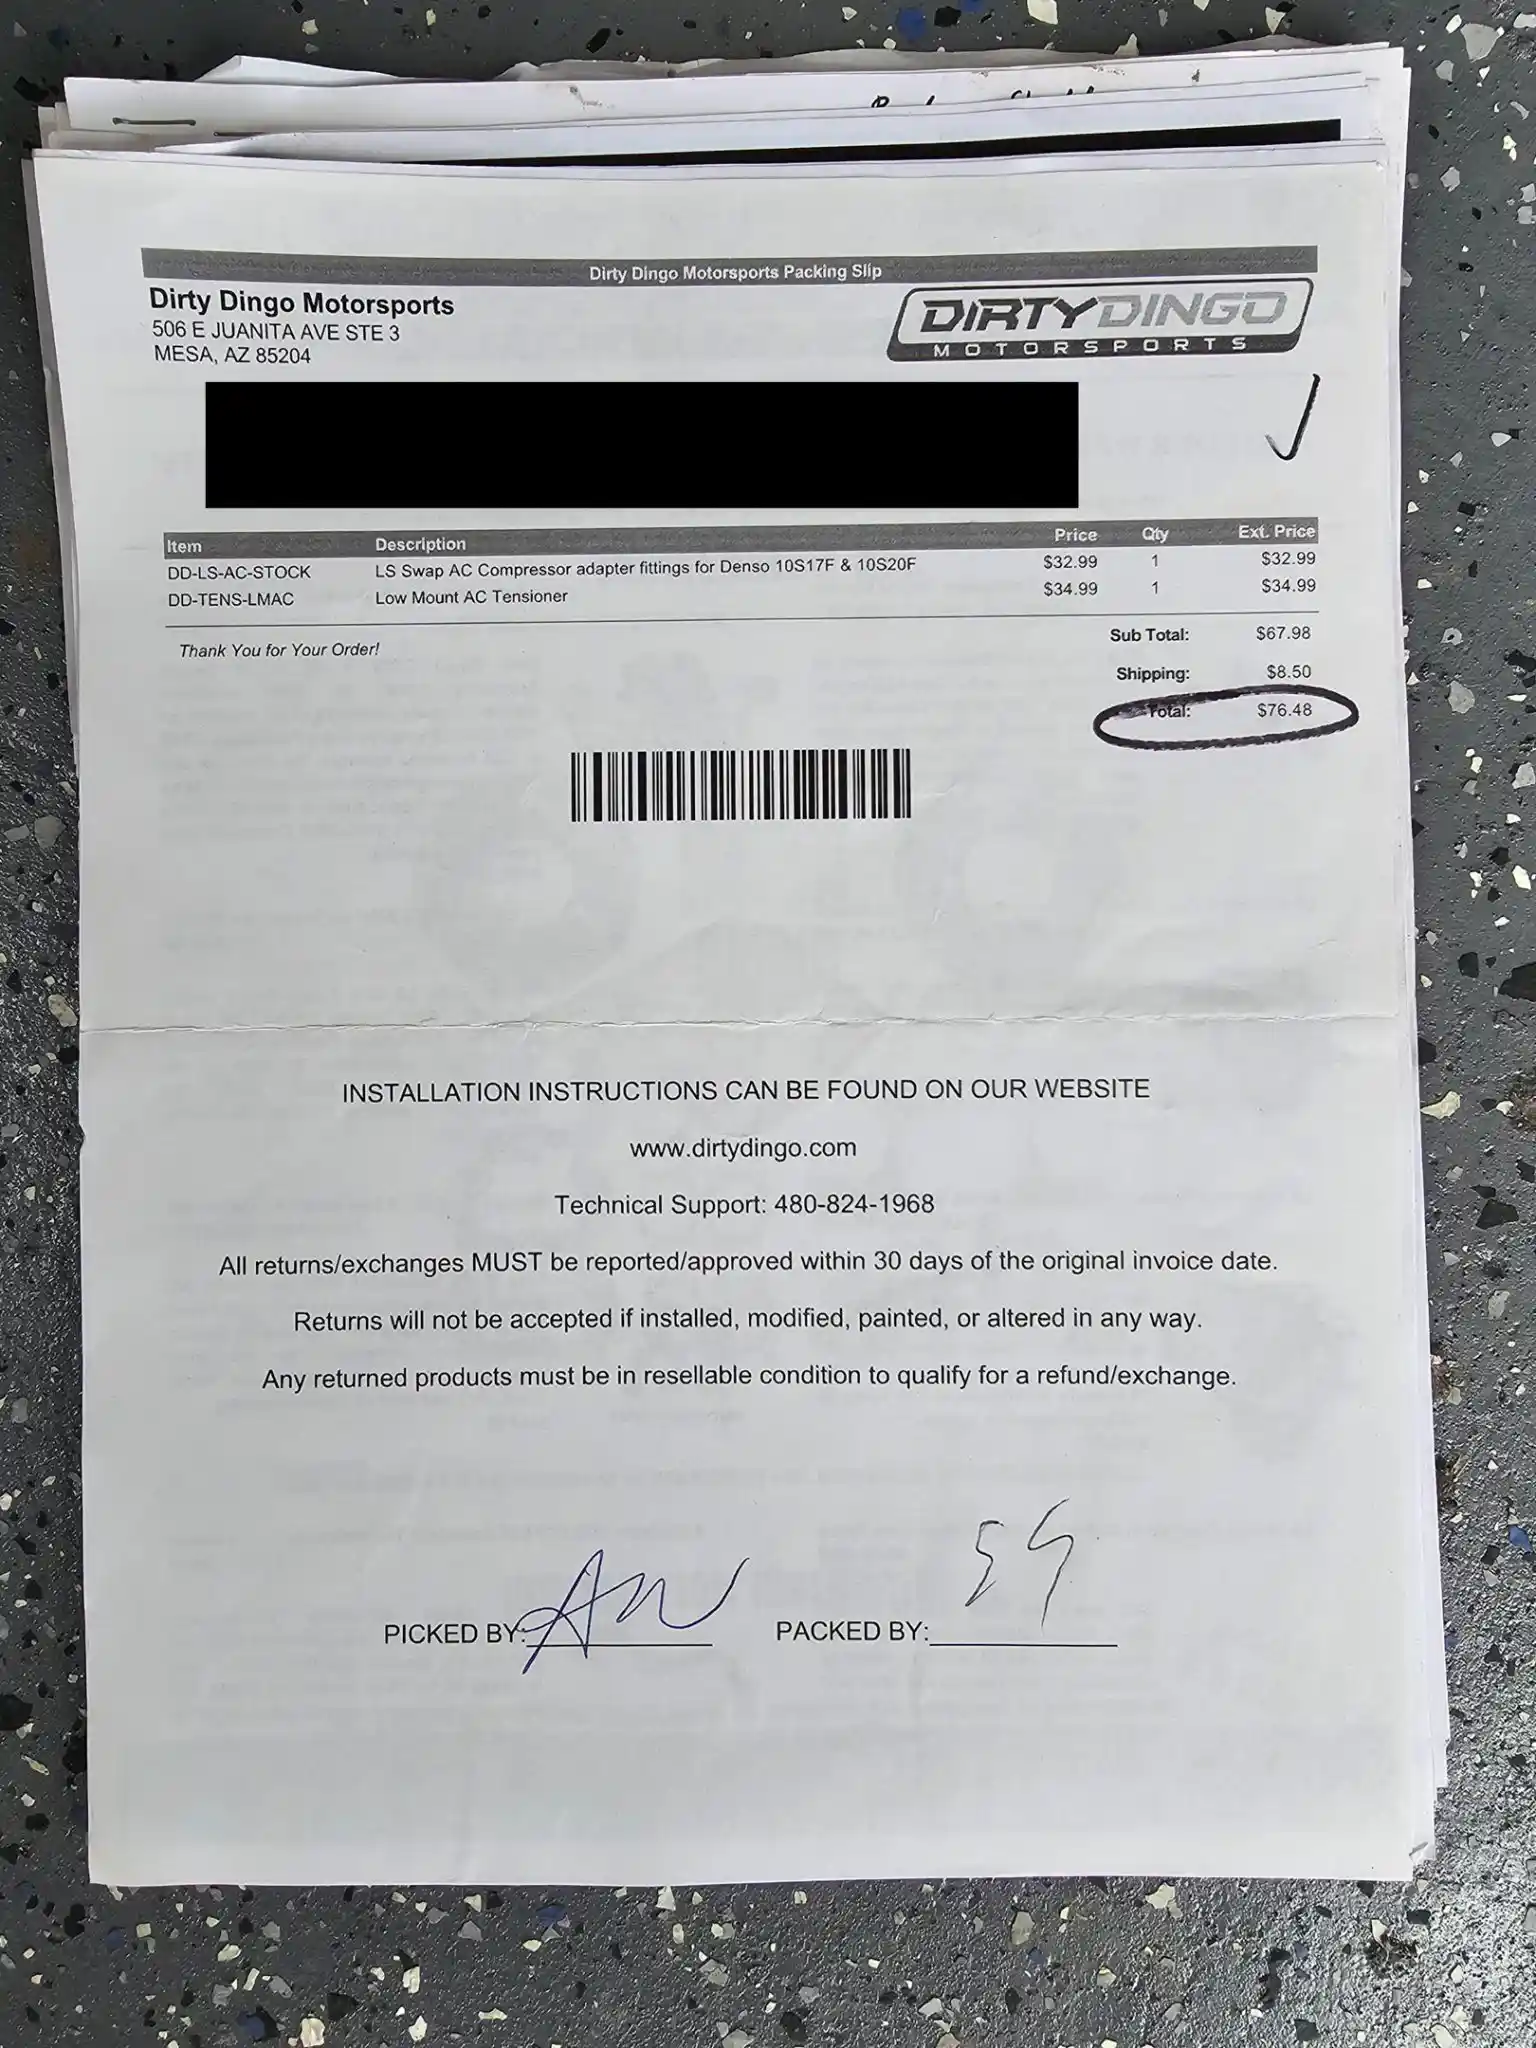 Dirty Dingo Motorsports Packing Slip
Dirty Dingo Motorsports
506 E JUANITA AVE STE 3
MESA, AZ 85204
DIRTYDINGO
MOTORSPORTS
Item Description Price Qty Ext. Price
DD-LS-AC-STOCK LS Swap AC Compressor adapter fittings for Denso 10S17F & 10S20F $32.99 1 $32.99
DD-TENS-LMAC Low Mount AC Tensioner $34.99 1 $34.99
Thank You for Your Order!
Sub Total: $67.98
Shipping: $8.50
Total: $76.48
INSTALLATION INSTRUCTIONS CAN BE FOUND ON OUR WEBSITE
www.dirtydingo.com
Technical Support: 480-824-1968
All returns/exchanges MUST be reported/approved within 30 days of the original invoice date.
Returns will not be accepted if installed, modified, painted, or altered in any way.
Any returned products must be in resellable condition to qualify for a refund/exchange.
PICKED BY: PACKED BY: